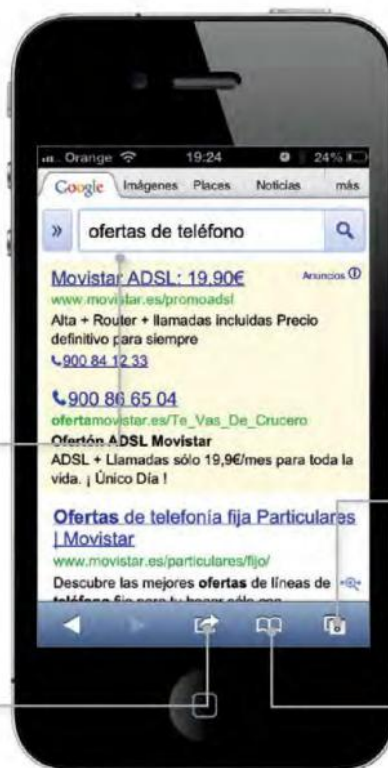 Orange 19:24 24%
Google Imágenes Places Noticias más
» ofertas de teléfono
Movistar ADSL: 19,90€ Anuncios
www.movistar.es/promoadsl
Alta + Router + llamadas incluidas Precio
definitivo para siempre
900 84 12 33
900 86 65 04
ofertamovistar.es/Te_Vas_De_Crucero
Ofertón ADSL Movistar
ADSL + Llamadas sólo 19,9€/mes para toda la
vida. ¡ Único Día !
Ofertas de telefonía fija Particulares
| Movistar
www.movistar.es/particulares/fijo/
Descubre las mejores ofertas de líneas de